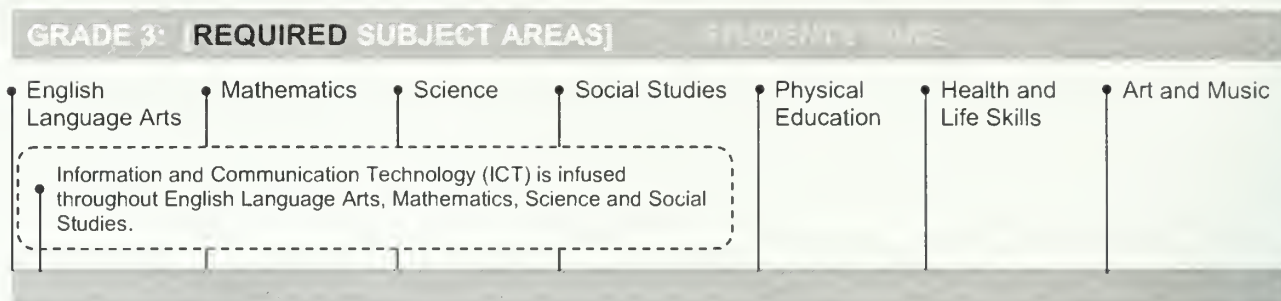 GRADE 3: [REQUIRED SUBJECT AREAS]
English
Language Arts
Mathematics
Science
Social Studies
Physical
Education
Health and
Life Skills
Art and Music
Information and Communication Technology (ICT) is infused
throughout English Language Arts, Mathematics, Science and Social
Studies.